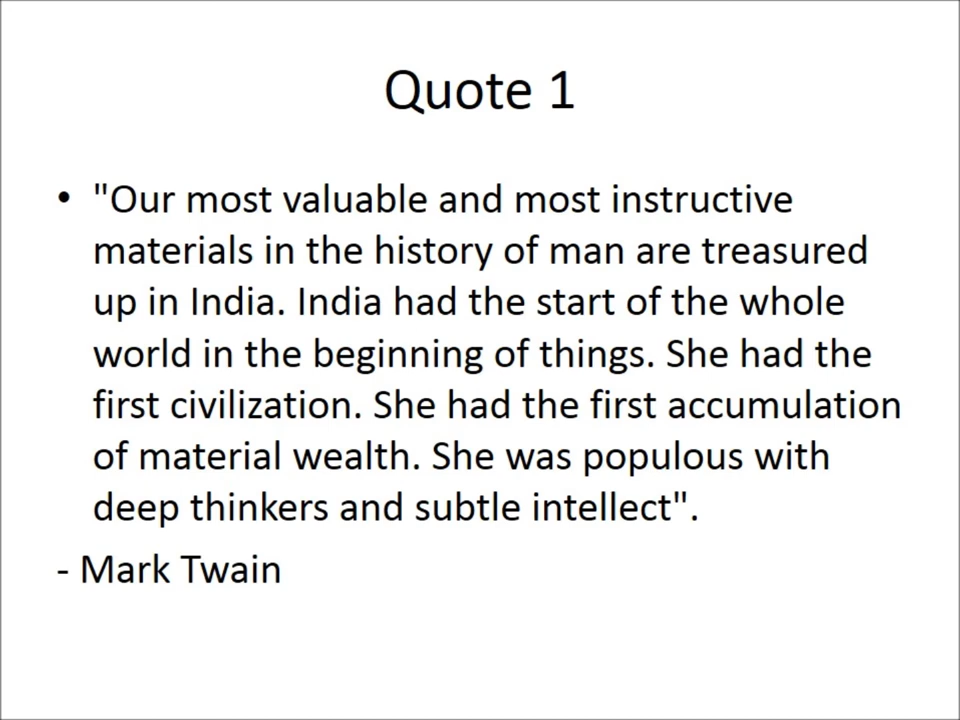 Quote 1
• "Our most valuable and most instructive
materials in the history of man are treasured
up in India. India had the start of the whole
world in the beginning of things. She had the
first civilization. She had the first accumulation
of material wealth. She was populous with
deep thinkers and subtle intellect".
- Mark Twain